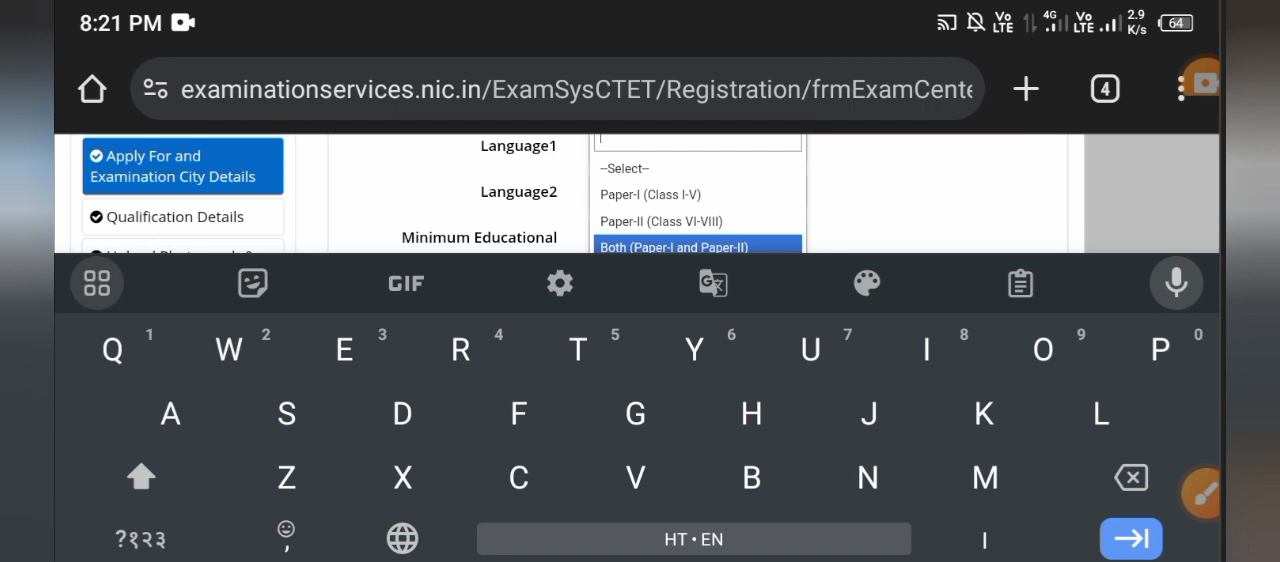 8:21 PM
Vo LTE 4G Vo LTE 2.9 K/s 64
examinationservices.nic.in/ExamSysCTET/Registration/frmExamCente
4
Apply For and
Examination City Details
Qualification Details
Language1
Language2
Minimum Educational
--Select--
Paper-I (Class I-V)
Paper-II (Class VI-VIII)
Both (Paper-I and Paper-II)
GIF
Q 1 W 2 E 3 R 4 T 5 Y 6 U 7 I 8 O 9 P 0
A S D F G H J K L
Z X C V B N M
?१२३ , HT • EN ।